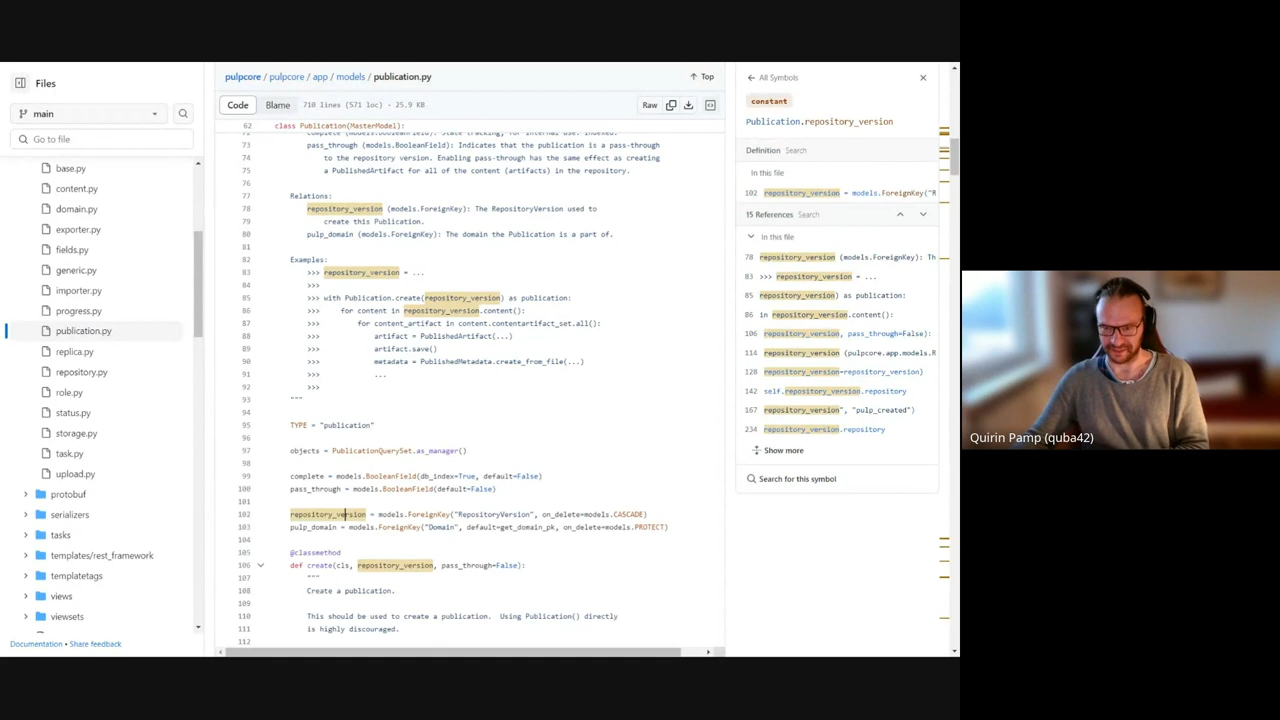 Files
main
Go to file
base.py
content.py
domain.py
exporter.py
fields.py
generic.py
importer.py
progress.py
publication.py
replica.py
repository.py
role.py
status.py
storage.py
task.py
upload.py
protobuf
serializers
tasks
templates/rest_framework
templatetags
views
viewsets
Documentation • Share feedback
pulpcore / pulpcore / app / models / publication.py
Top
Code Blame 710 lines (571 loc) · 25.9 KB
Raw
62 class Publication(MasterModel):
73 pass_through (models.BooleanField): Indicates that the publication is a pass-through
74 to the repository version. Enabling pass-through has the same effect as creating
75 a PublishedArtifact for all of the content (artifacts) in the repository.
76
77 Relations:
78 repository_version (models.ForeignKey): The RepositoryVersion used to
79 create this Publication.
80 pulp_domain (models.ForeignKey): The domain the Publication is a part of.
81
82 Examples:
83 >>> repository_version = ...
84 >>>
85 >>> with Publication.create(repository_version) as publication:
86 >>> for content in repository_version.content():
87 >>> for content_artifact in content.contentartifact_set.all():
88 >>> artifact = PublishedArtifact(...)
89 >>> artifact.save()
90 >>> metadata = PublishedMetadata.create_from_file(...)
91 >>> ...
92 >>>
93 """
94
95 TYPE = "publication"
96
97 objects = PublicationQuerySet.as_manager()
98
99 complete = models.BooleanField(db_index=True, default=False)
100 pass_through = models.BooleanField(default=False)
101
102 repository_version = models.ForeignKey("RepositoryVersion", on_delete=models.CASCADE)
103 pulp_domain = models.ForeignKey("Domain", default=get_domain_pk, on_delete=models.PROTECT)
104
105 @classmethod
106 def create(cls, repository_version, pass_through=False):
107 """
108 Create a publication.
109
110 This should be used to create a publication. Using Publication() directly
111 is highly discouraged.
112
All Symbols
constant
Publication.repository_version
Definition Search
In this file
102 repository_version = models.ForeignKey("R
15 References Search
In this file
78 repository_version (models.ForeignKey): Th
83 >>> repository_version = ...
85 repository_version) as publication:
86 in repository_version.content():
106 repository_version, pass_through=False):
114 repository_version (pulpcore.app.models.R
128 repository_version=repository_version)
142 self.repository_version.repository
167 repository_version", "pulp_created")
234 repository_version.repository
Show more
Search for this symbol
Quirin Pamp (quba42)